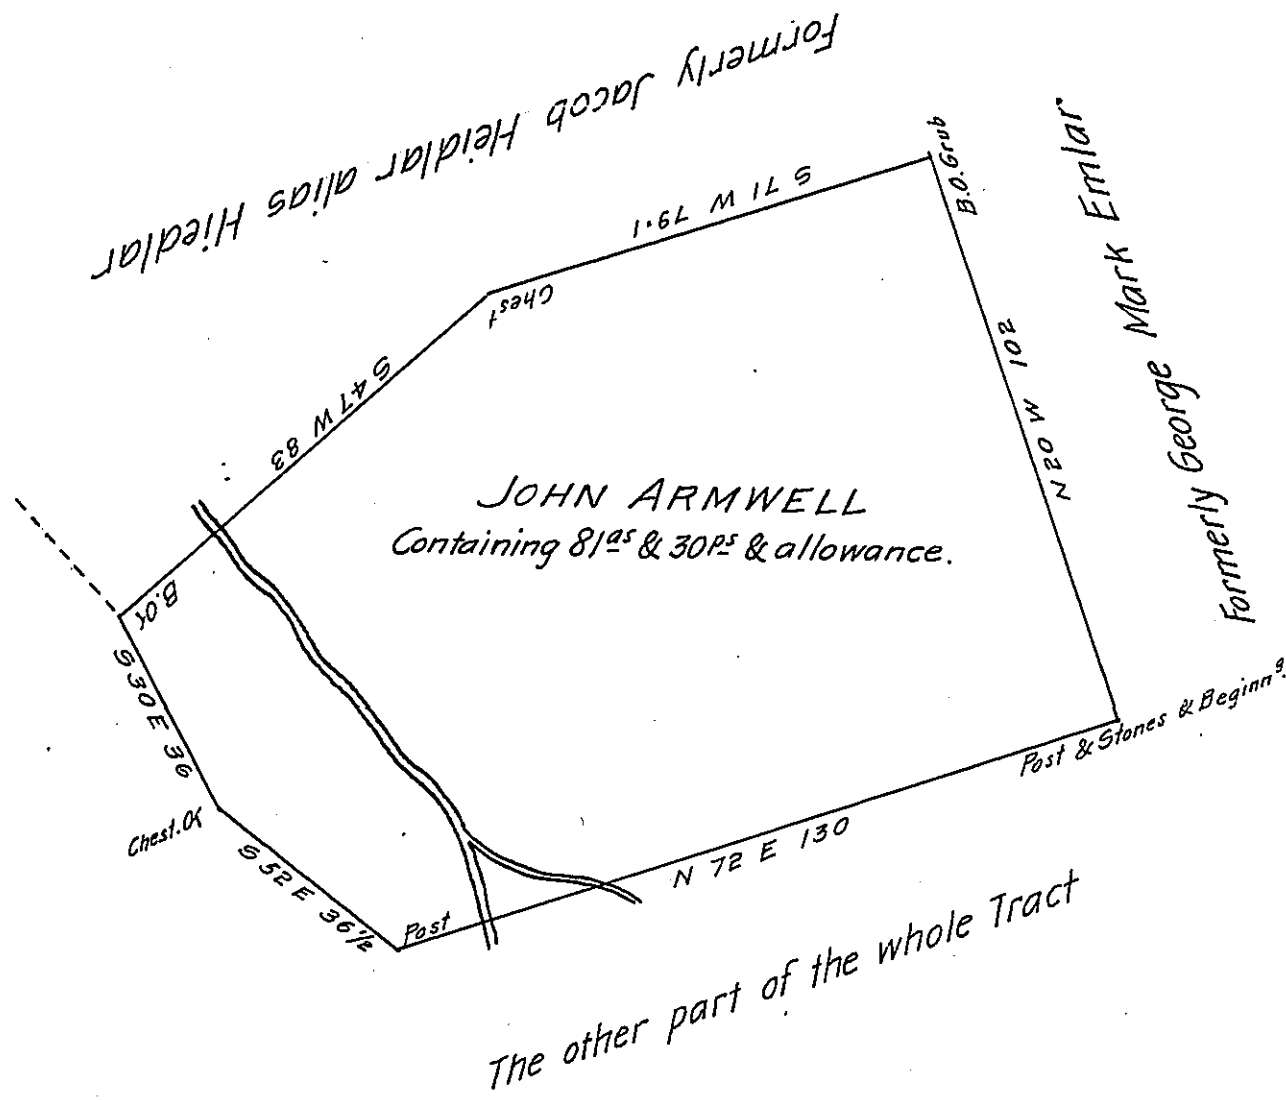 Formerly Jacob Heidlar alias Hiedlar
B.O. Grub
S 71 W 79.1
Formerly George Mark Emlar
Chest
N 20 W 102
S 47 W 83
JOHN ARMWELL
Containing 81as & 30ps & allowance.
B.OK
S 30 E 36
Post & Stones & Beginng.
Chest.OK
N 72 E 130
S 52 E 36 1/2
Post
The other part of the whole Tract